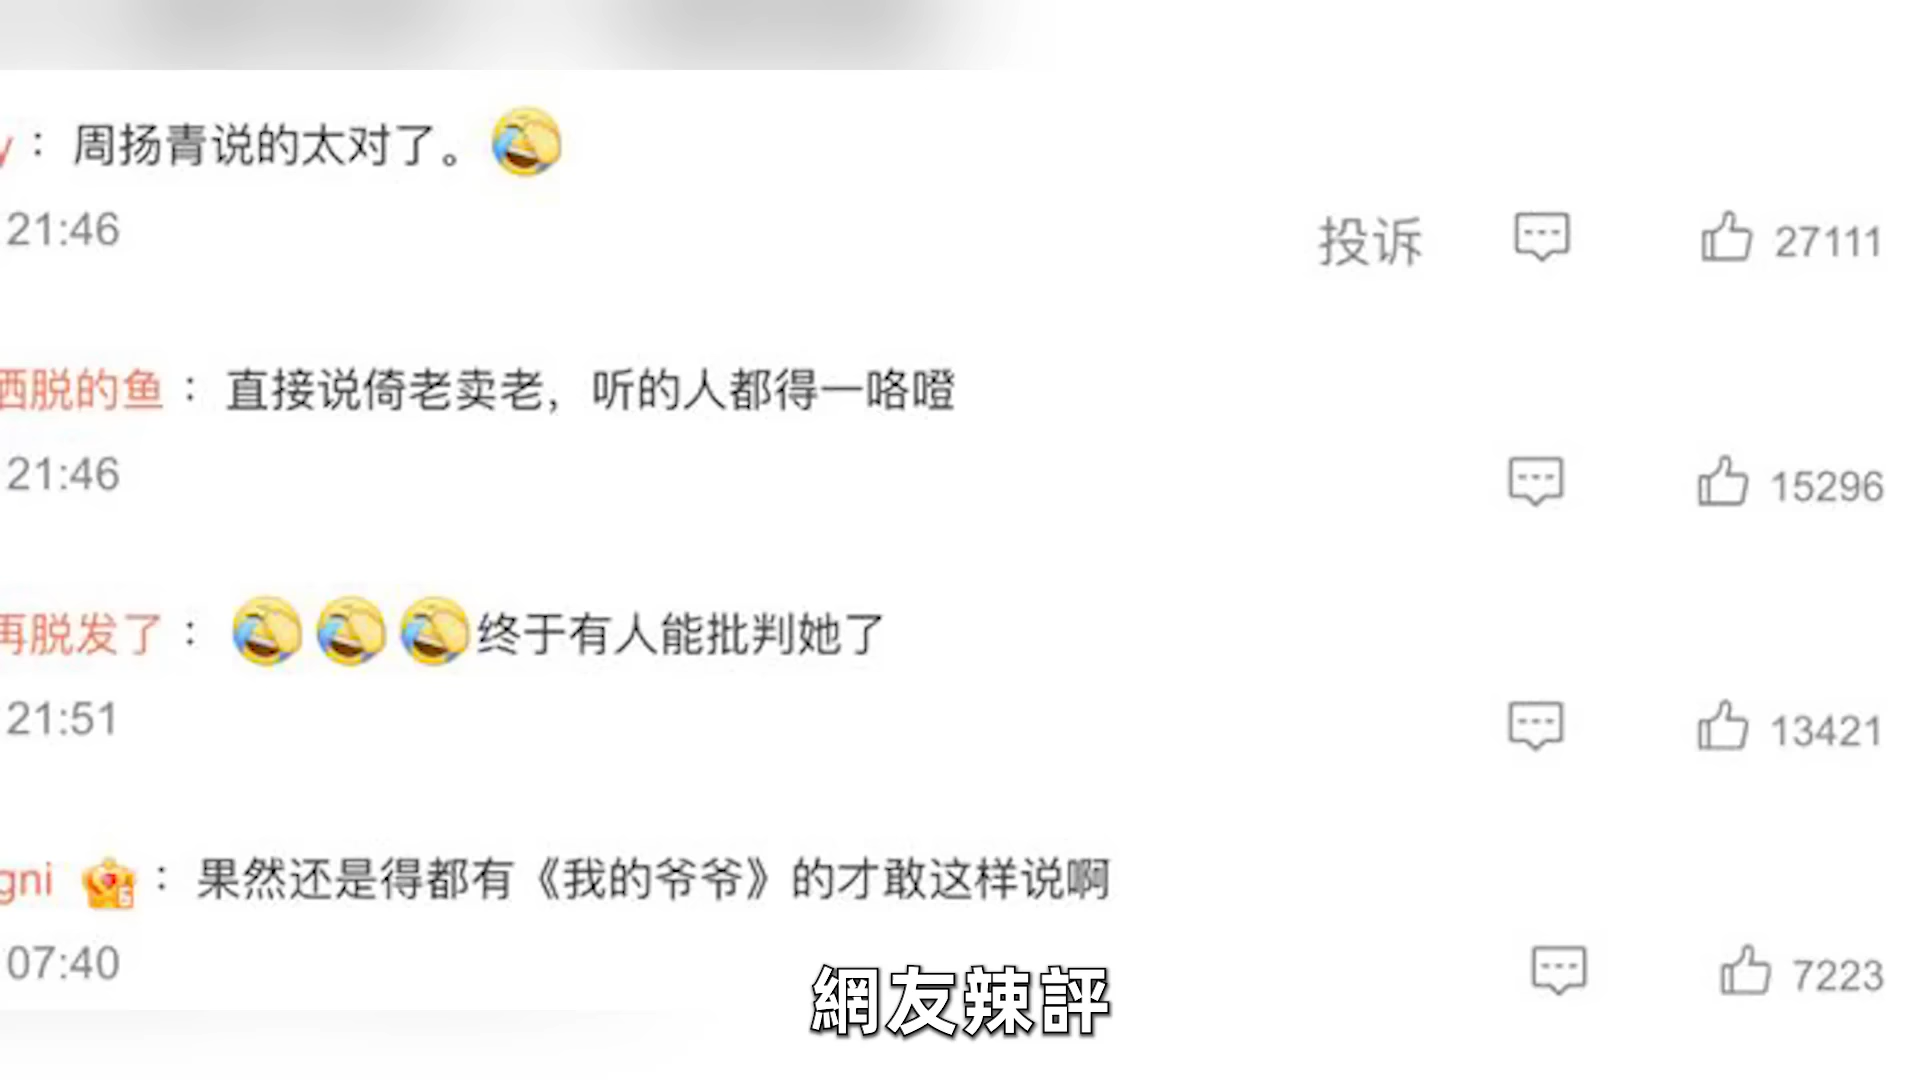 y：周扬青说的太对了。
21:46
投诉
27111
洒脱的鱼：直接说倚老卖老，听的人都得一咯噔
21:46
15296
再脱发了：终于有人能批判她了
21:51
13421
gni：果然还是得都有《我的爷爷》的才敢这样说啊
07:40
7223
網友辣評